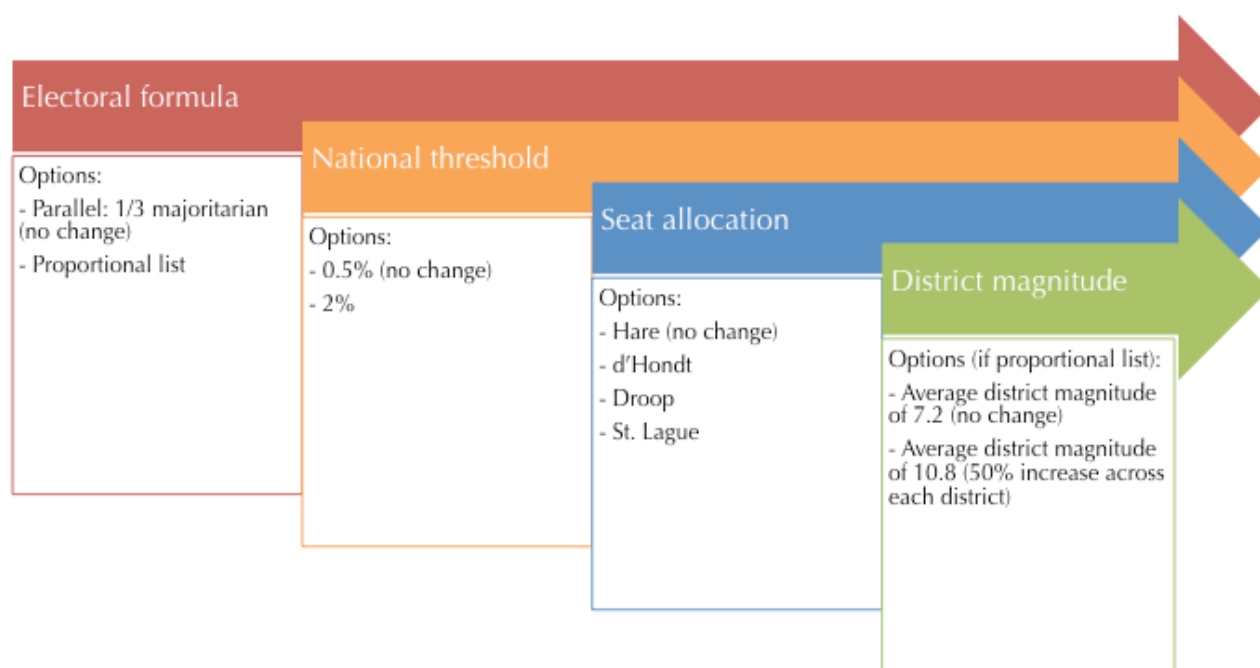 Electoral formula
Options:
- Parallel: 1/3 majoritarian
(no change)
- Proportional list
National threshold
Options:
- 0.5% (no change)
- 2%
Seat allocation
Options:
- Hare (no change)
- d'Hondt
- Droop
- St. Lague
District magnitude
Options (if proportional list):
- Average district magnitude
of 7.2 (no change)
- Average district magnitude
of 10.8 (50% increase across
each district)